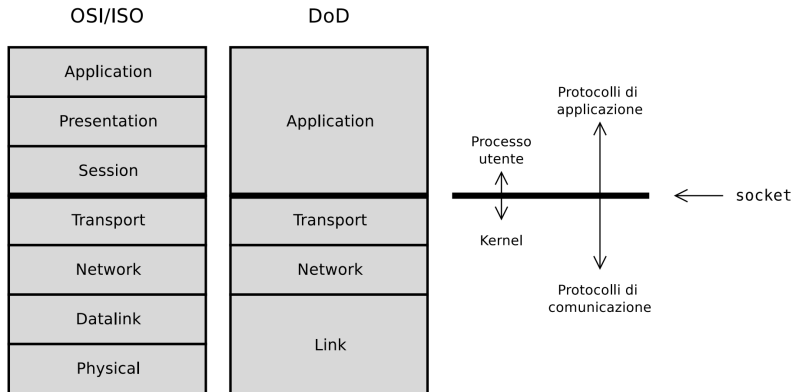 OSI/ISO
Application
Presentation
Session
Transport
Network
Datalink
Physical
DoD
Application
Transport
Network
Link
Processo
utente
Kernel
Protocolli di
applicazione
Protocolli di
comunicazione
socket